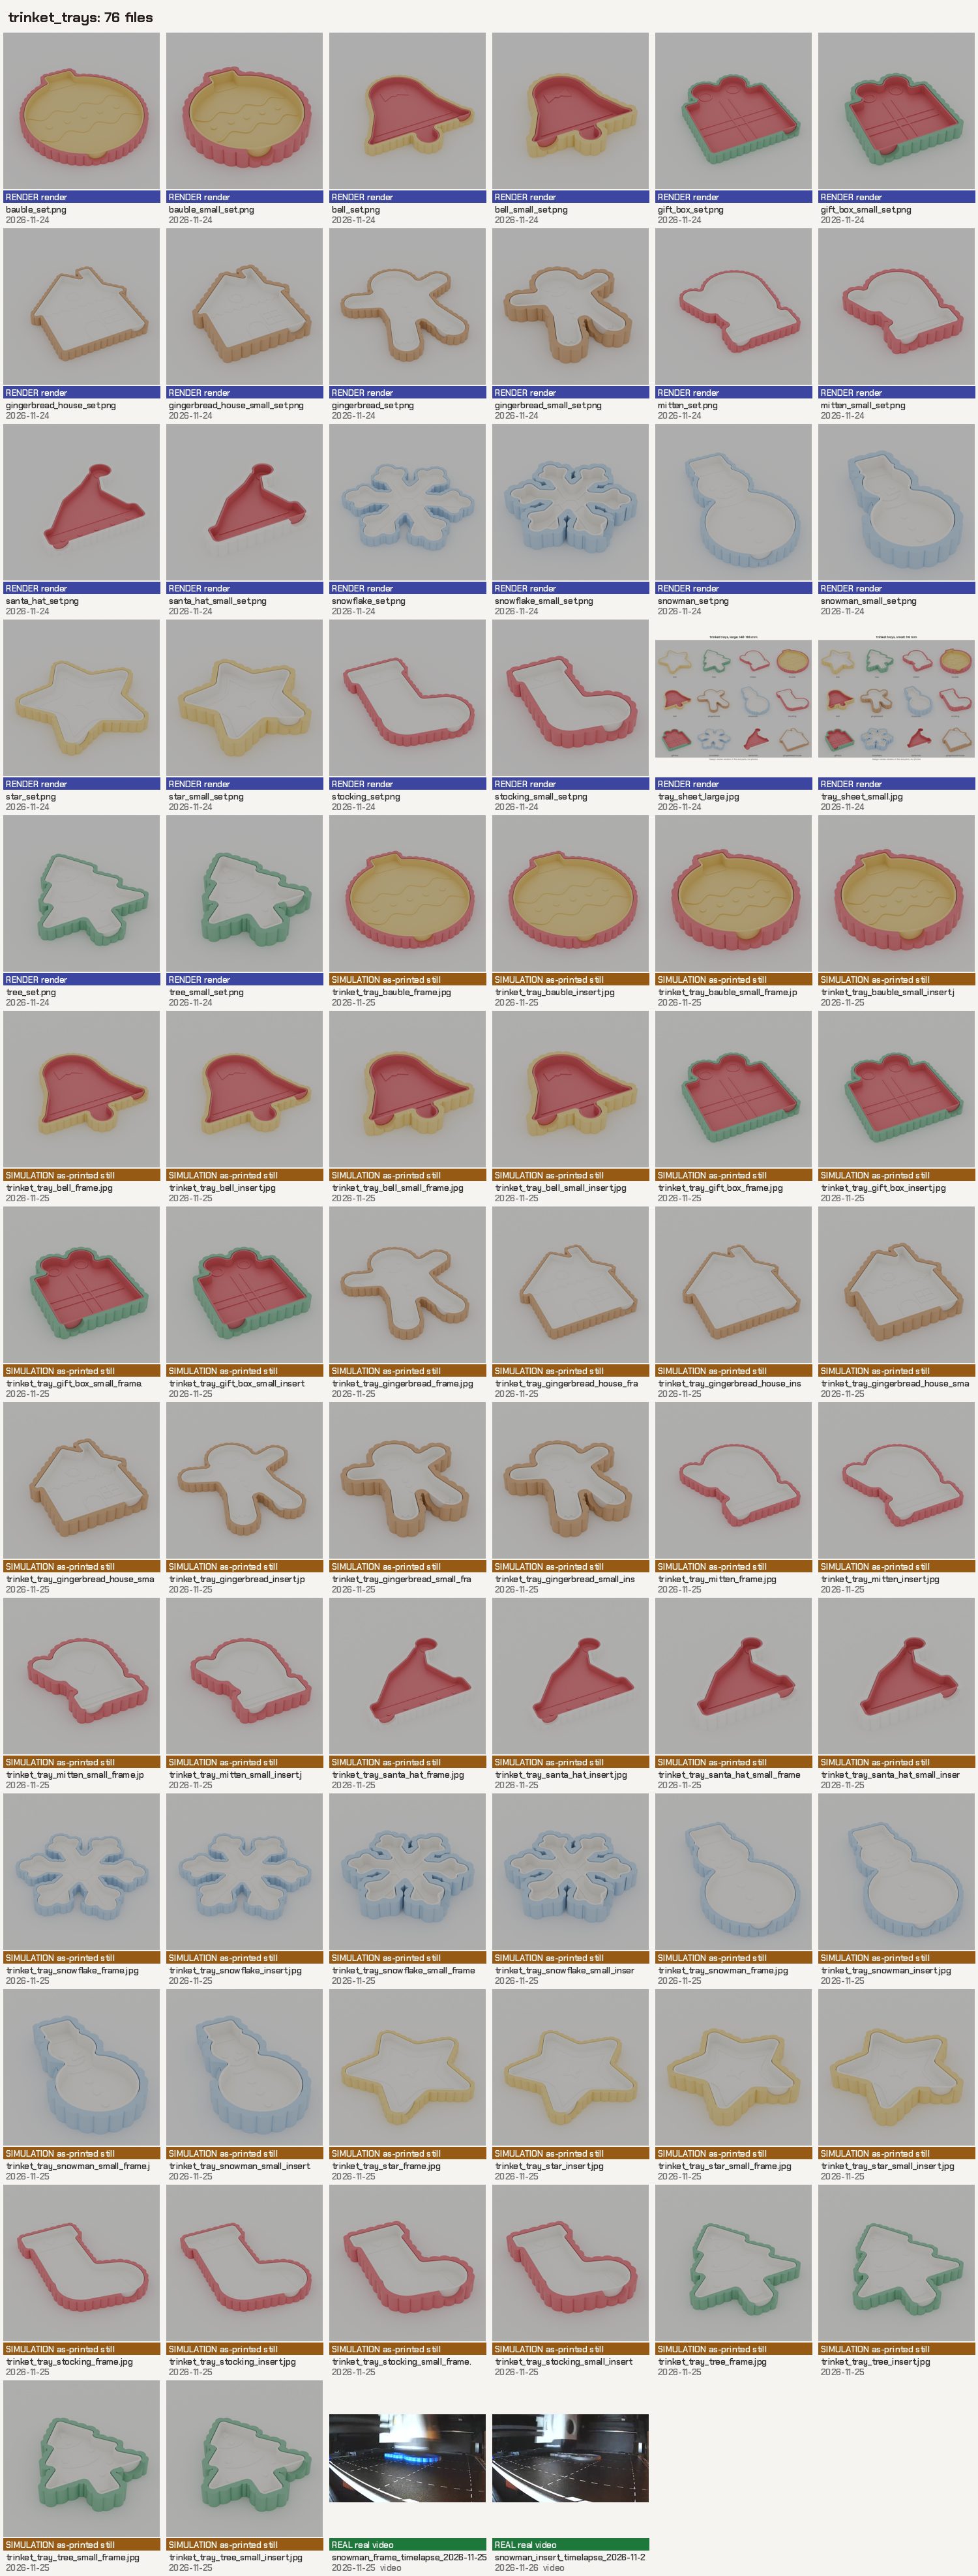 trinket_trays: 76 files
RENDER render
RENDER render
RENDER render
RENDER render
RENDER render
RENDER render
bauble_set.png
bauble_small_set.png
bell_set.png
bell_small_set.png
gift_box_set.png
gift_box_small_set.png
2026-11-24
2026-11-24
2026-11-24
2026-11-24
2026-11-24
2026-11-24
RENDER render
RENDER render
RENDER render
RENDER render
RENDER render
RENDER render
gingerbread_house_set.png
gingerbread_house_small_set.png
gingerbread_set.png
gingerbread_small_set.png
mitten_set.png
mitten_small_set.png
2026-11-24
2026-11-24
2026-11-24
2026-11-24
2026-11-24
2026-11-24
RENDER render
RENDER render
RENDER render
RENDER render
RENDER render
RENDER render
santa_hat_set.png
santa_hat_small_set.png
snowflake_set.png
snowflake_small_set.png
snowman_set.png
snowman_small_set.png
2026-11-24
2026-11-24
2026-11-24
2026-11-24
2026-11-24
2026-11-24
RENDER render
RENDER render
RENDER render
RENDER render
RENDER render
RENDER render
star_set.png
star_small_set.png
stocking_set.png
stocking_small_set.png
tray_sheet_large.jpg
tray_sheet_small.jpg
2026-11-24
2026-11-24
2026-11-24
2026-11-24
2026-11-24
2026-11-24
RENDER render
RENDER render
SIMULATION as-printed still
SIMULATION as-printed still
SIMULATION as-printed still
SIMULATION as-printed still
tree_set.png
tree_small_set.png
trinket_tray_bauble_frame.jpg
trinket_tray_bauble_insert.jpg
trinket_tray_bauble_small_frame.jp
trinket_tray_bauble_small_insert.j
2026-11-24
2026-11-24
2026-11-25
2026-11-25
2026-11-25
2026-11-25
SIMULATION as-printed still
SIMULATION as-printed still
SIMULATION as-printed still
SIMULATION as-printed still
SIMULATION as-printed still
SIMULATION as-printed still
trinket_tray_bell_frame.jpg
trinket_tray_bell_insert.jpg
trinket_tray_bell_small_frame.jpg
trinket_tray_bell_small_insert.jpg
trinket_tray_gift_box_frame.jpg
trinket_tray_gift_box_insert.jpg
2026-11-25
2026-11-25
2026-11-25
2026-11-25
2026-11-25
2026-11-25
SIMULATION as-printed still
SIMULATION as-printed still
SIMULATION as-printed still
SIMULATION as-printed still
SIMULATION as-printed still
SIMULATION as-printed still
trinket_tray_gift_box_small_frame.
trinket_tray_gift_box_small_insert
trinket_tray_gingerbread_frame.jpg
trinket_tray_gingerbread_house_fra
trinket_tray_gingerbread_house_ins
trinket_tray_gingerbread_house_sma
2026-11-25
2026-11-25
2026-11-25
2026-11-25
2026-11-25
2026-11-25
SIMULATION as-printed still
SIMULATION as-printed still
SIMULATION as-printed still
SIMULATION as-printed still
SIMULATION as-printed still
SIMULATION as-printed still
trinket_tray_gingerbread_house_sma
trinket_tray_gingerbread_insert.jp
trinket_tray_gingerbread_small_fra
trinket_tray_gingerbread_small_ins
trinket_tray_mitten_frame.jpg
trinket_tray_mitten_insert.jpg
2026-11-25
2026-11-25
2026-11-25
2026-11-25
2026-11-25
2026-11-25
SIMULATION as-printed still
SIMULATION as-printed still
SIMULATION as-printed still
SIMULATION as-printed still
SIMULATION as-printed still
SIMULATION as-printed still
trinket_tray_mitten_small_frame.jp
trinket_tray_mitten_small_insert.j
trinket_tray_santa_hat_frame.jpg
trinket_tray_santa_hat_insert.jpg
trinket_tray_santa_hat_small_frame
trinket_tray_santa_hat_small_inser
2026-11-25
2026-11-25
2026-11-25
2026-11-25
2026-11-25
2026-11-25
SIMULATION as-printed still
SIMULATION as-printed still
SIMULATION as-printed still
SIMULATION as-printed still
SIMULATION as-printed still
SIMULATION as-printed still
trinket_tray_snowflake_frame.jpg
trinket_tray_snowflake_insert.jpg
trinket_tray_snowflake_small_frame
trinket_tray_snowflake_small_inser
trinket_tray_snowman_frame.jpg
trinket_tray_snowman_insert.jpg
2026-11-25
2026-11-25
2026-11-25
2026-11-25
2026-11-25
2026-11-25
SIMULATION as-printed still
SIMULATION as-printed still
SIMULATION as-printed still
SIMULATION as-printed still
SIMULATION as-printed still
SIMULATION as-printed still
trinket_tray_snowman_small_frame.j
trinket_tray_snowman_small_insert
trinket_tray_star_frame.jpg
trinket_tray_star_insert.jpg
trinket_tray_star_small_frame.jpg
trinket_tray_star_small_insert.jpg
2026-11-25
2026-11-25
2026-11-25
2026-11-25
2026-11-25
2026-11-25
SIMULATION as-printed still
SIMULATION as-printed still
SIMULATION as-printed still
SIMULATION as-printed still
SIMULATION as-printed still
SIMULATION as-printed still
trinket_tray_stocking_frame.jpg
trinket_tray_stocking_insert.jpg
trinket_tray_stocking_small_frame.
trinket_tray_stocking_small_insert
trinket_tray_tree_frame.jpg
trinket_tray_tree_insert.jpg
2026-11-25
2026-11-25
2026-11-25
2026-11-25
2026-11-25
2026-11-25
SIMULATION as-printed still
SIMULATION as-printed still
REAL real video
REAL real video
trinket_tray_tree_small_frame.jpg
trinket_tray_tree_small_insert.jpg
snowman_frame_timelapse_2026-11-25
snowman_insert_timelapse_2026-11-2
2026-11-25
2026-11-25
2026-11-25 video
2026-11-26 video